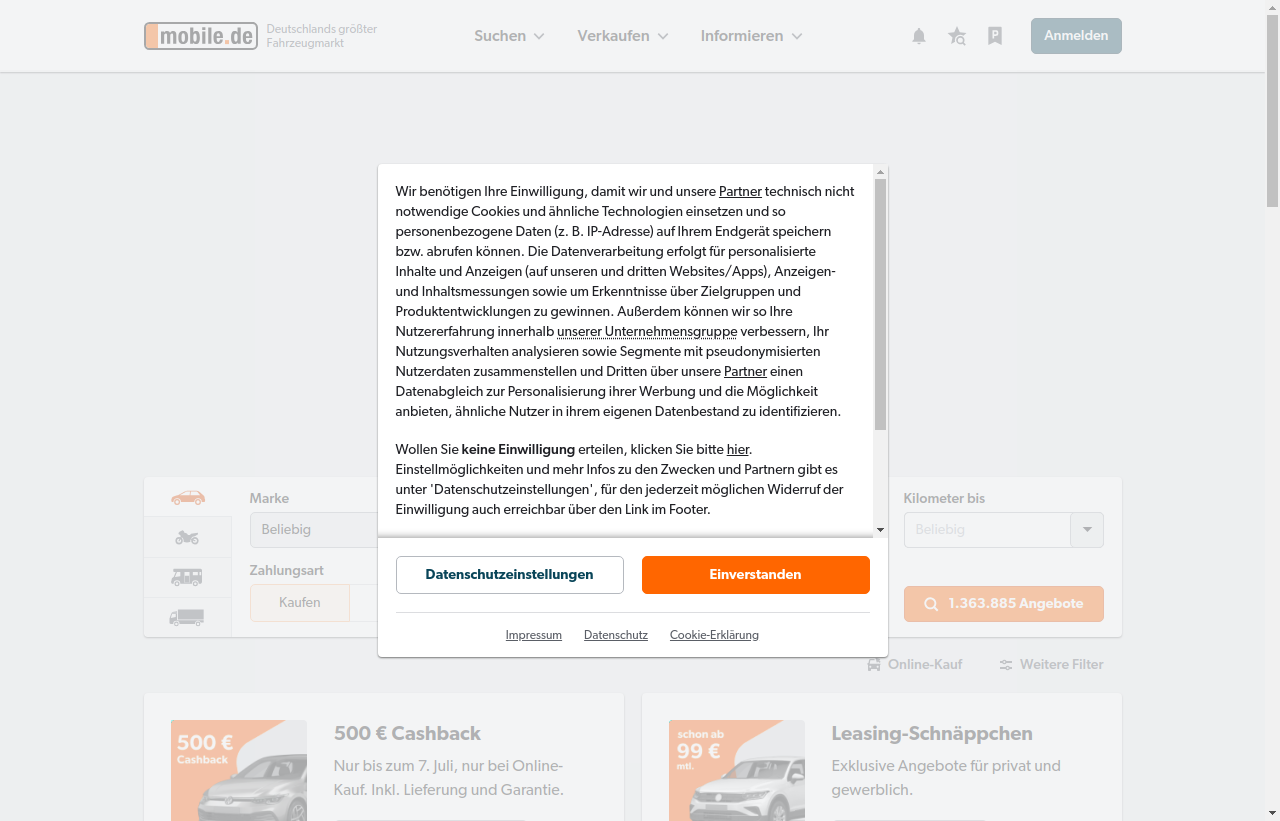 mobile.de
Deutschlands größter
Fahrzeugmarkt
Suchen
Verkaufen
Informieren
P
Anmelden
Wir benötigen Ihre Einwilligung, damit wir und unsere Partner technisch nicht
notwendige Cookies und ähnliche Technologien einsetzen und so
personenbezogene Daten (z. B. IP-Adresse) auf Ihrem Endgerät speichern
bzw. abrufen können. Die Datenverarbeitung erfolgt für personalisierte
Inhalte und Anzeigen (auf unseren und dritten Websites/Apps), Anzeigen-
und Inhaltsmessungen sowie um Erkenntnisse über Zielgruppen und
Produktentwicklungen zu gewinnen. Außerdem können wir so Ihre
Nutzererfahrung innerhalb unserer Unternehmensgruppe verbessern, Ihr
Nutzungsverhalten analysieren sowie Segmente mit pseudonymisierten
Nutzerdaten zusammenstellen und Dritten über unsere Partner einen
Datenabgleich zur Personalisierung ihrer Werbung und die Möglichkeit
anbieten, ähnliche Nutzer in ihrem eigenen Datenbestand zu identifizieren.
Wollen Sie keine Einwilligung erteilen, klicken Sie bitte hier.
Einstellmöglichkeiten und mehr Infos zu den Zwecken und Partnern gibt es
unter 'Datenschutzeinstellungen', für den jederzeit möglichen Widerruf der
Einwilligung auch erreichbar über den Link im Footer.
Datenschutzeinstellungen
Einverstanden
Impressum
Datenschutz
Cookie-Erklärung
Marke
Beliebig
Zahlungsart
Kaufen
Kilometer bis
Beliebig
1.363.885 Angebote
Online-Kauf
Weitere Filter
500 €
Cashback
500 € Cashback
Nur bis zum 7. Juli, nur bei Online-
Kauf. Inkl. Lieferung und Garantie.
schon ab
99 €
mtl.
Leasing-Schnäppchen
Exklusive Angebote für privat und
gewerblich.